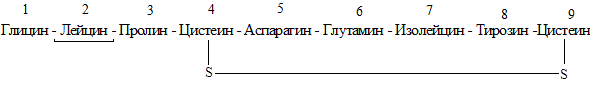 1 2 3 4 5 6 7 8 9
Глицин - Лейцин - Пролин - Цистеин - Аспарагин - Глутамин - Изолейцин - Тирозин -Цистеин
S S